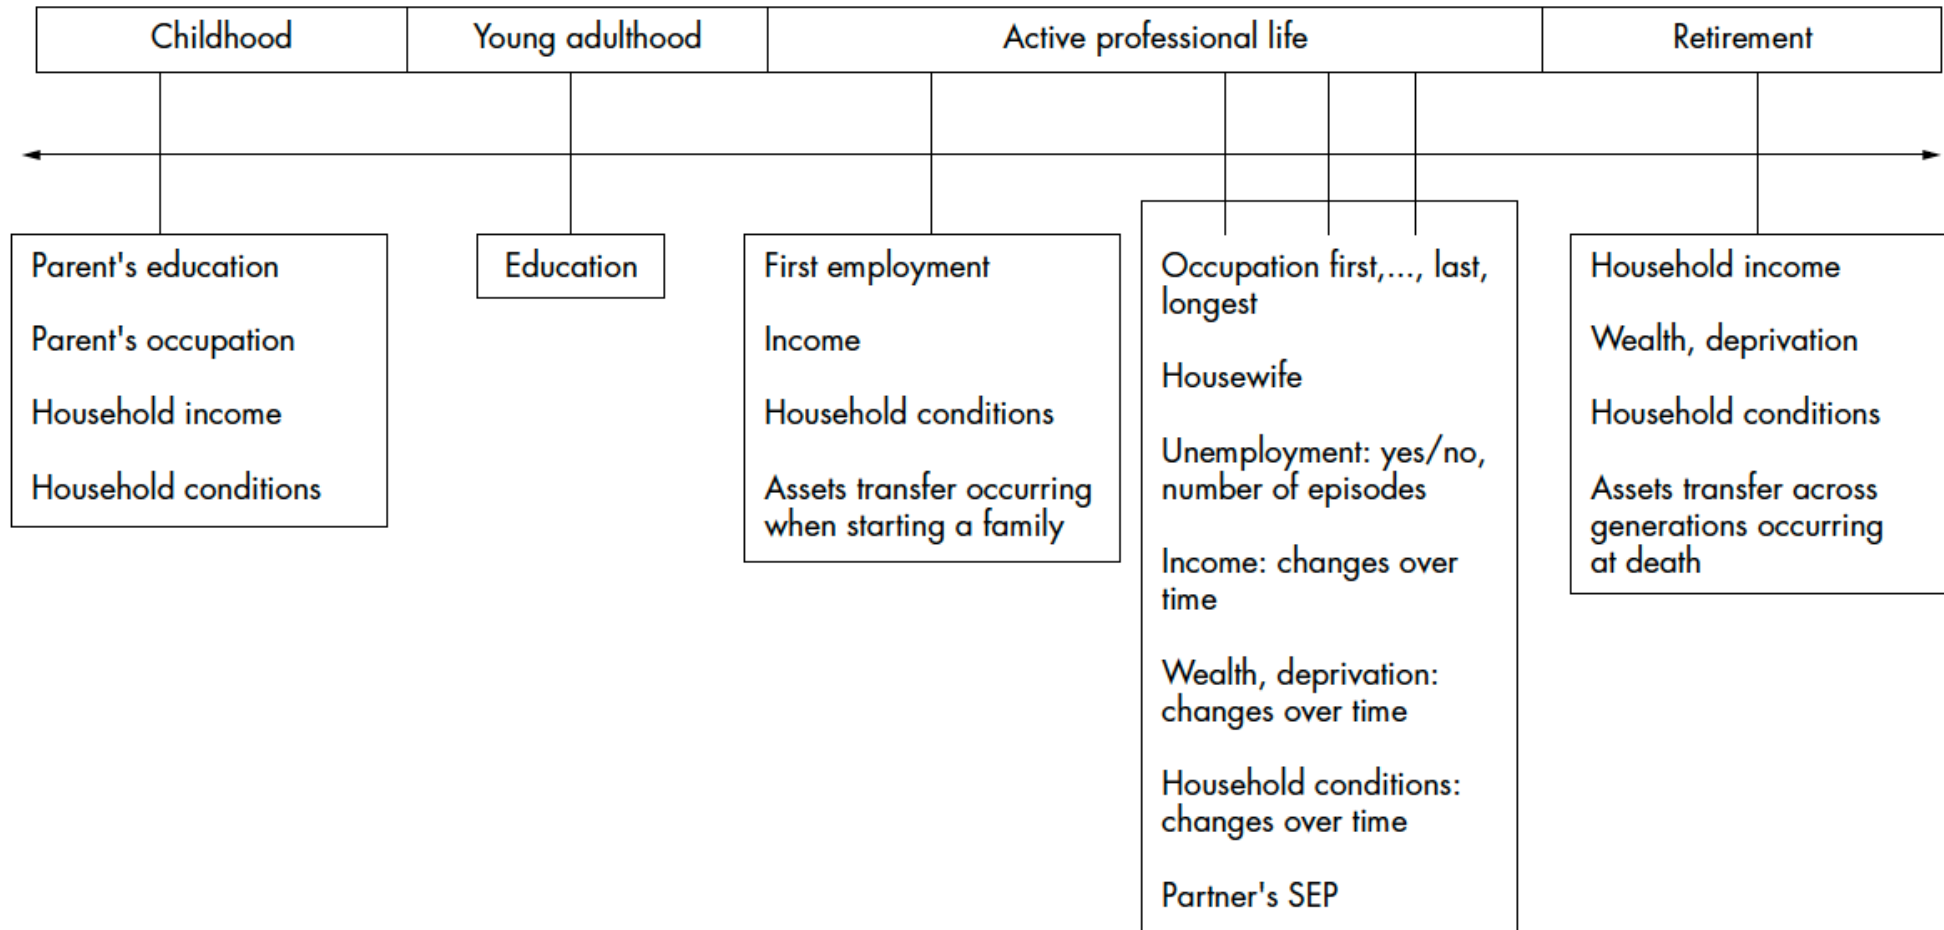 Childhood
Young adulthood
Active professional life
Retirement
Parent's education
Parent's occupation
Household income
Household conditions
Education
First employment
Income
Household conditions
Assets transfer occurring
when starting a family
Occupation first,..., last,
longest
Housewife
Unemployment: yes/no,
number of episodes
Income: changes over
time
Wealth, deprivation:
changes over time
Household conditions:
changes over time
Partner's SEP
Household income
Wealth, deprivation
Household conditions
Assets transfer across
generations occurring
at death